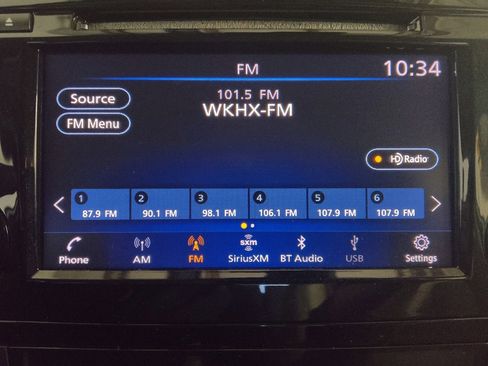 FM 10:34
Source
101.5 FM
WKHX-FM
FM Menu
HD Radio
1 2 3 4 5 6
87.9 FM 90.1 FM 98.1 FM 106.1 FM 107.9 FM 107.9 FM
sxm
Phone AM FM SiriusXM BT Audio USB Settings